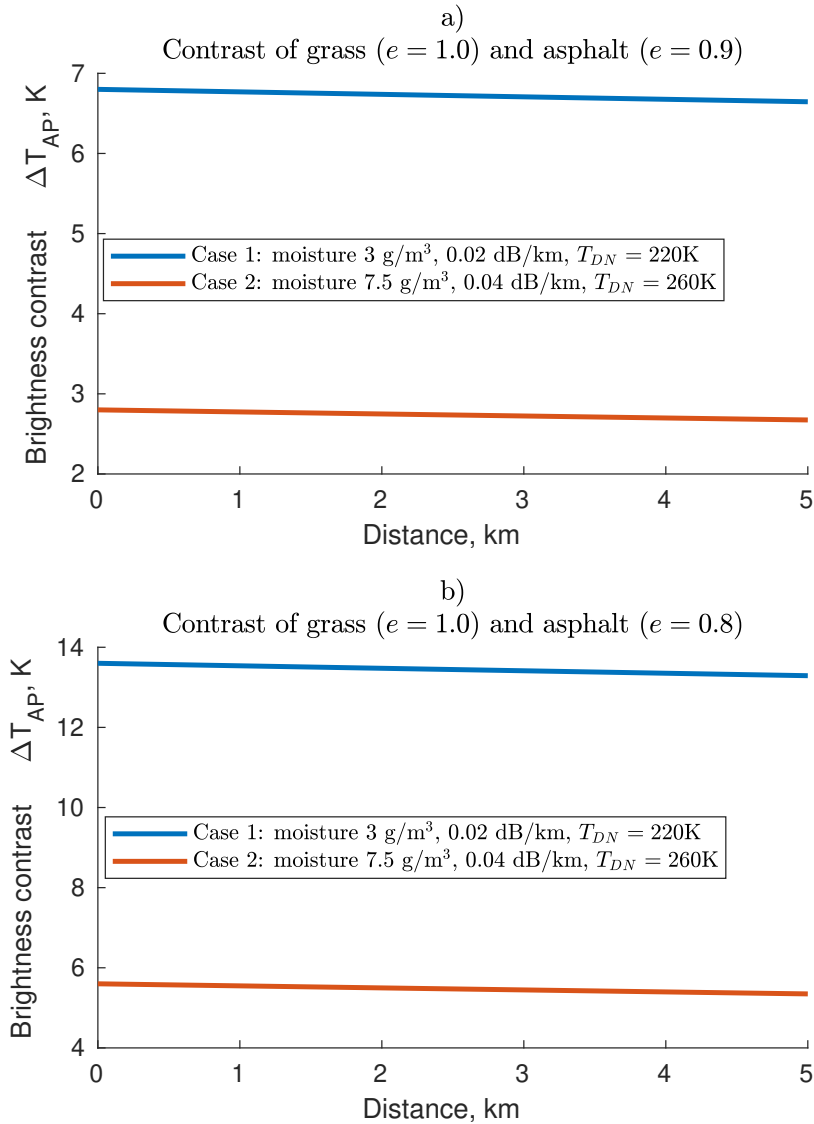 a)
Contrast of grass (e = 1.0) and asphalt (e = 0.9)
Brightness contrast ΔT_AP, K
7
6
5
4
3
2
Case 1: moisture 3 g/m³, 0.02 dB/km, T_DN = 220K
Case 2: moisture 7.5 g/m³, 0.04 dB/km, T_DN = 260K
0 1 2 3 4 5
Distance, km
b)
Contrast of grass (e = 1.0) and asphalt (e = 0.8)
Brightness contrast ΔT_AP, K
14
12
10
8
6
4
Case 1: moisture 3 g/m³, 0.02 dB/km, T_DN = 220K
Case 2: moisture 7.5 g/m³, 0.04 dB/km, T_DN = 260K
0 1 2 3 4 5
Distance, km